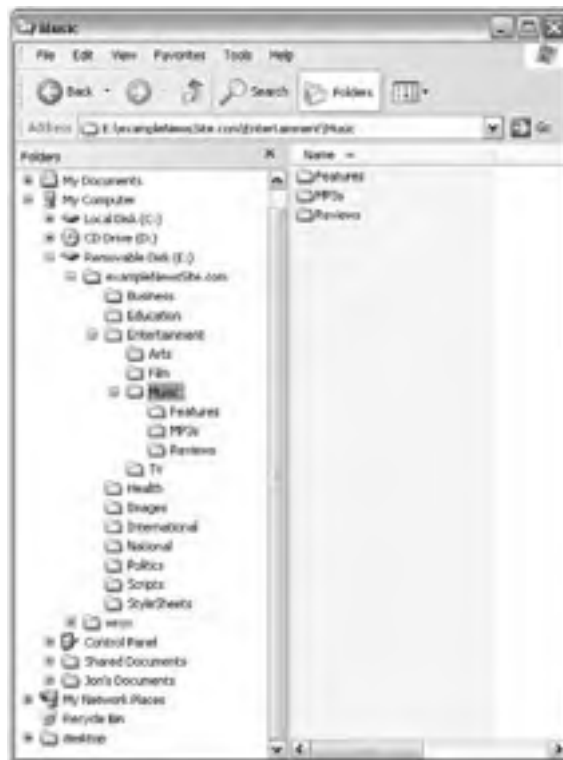 Music
File Edit View Favorites Tools Help
Back Search Folders
Address E:\exampleNewsSite.com\Entertainment\Music Go
Folders
My Documents
My Computer
Local Disk (C:)
CD Drive (D:)
Removable Disk (E:)
exampleNewsSite.com
Business
Education
Entertainment
Arts
Film
Music
Features
MP3s
Reviews
TV
Health
Images
International
National
Politics
Scripts
StyleSheets
Control Panel
Shared Documents
Jon's Documents
My Network Places
Recycle Bin
desktop
Name
Features
MP3s
Reviews